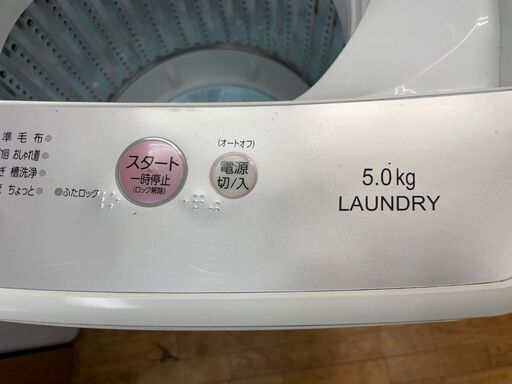 準 毛 布
おしゃれ着
槽洗浄
ちょっと
ふたロック
スタート
一時停止
(ロック解除)
(オートオフ)
電源
切/入
5.0kg
LAUNDRY